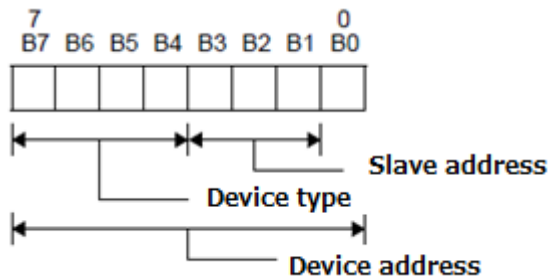 7 0
B7 B6 B5 B4 B3 B2 B1 B0
Slave address
Device type
Device address